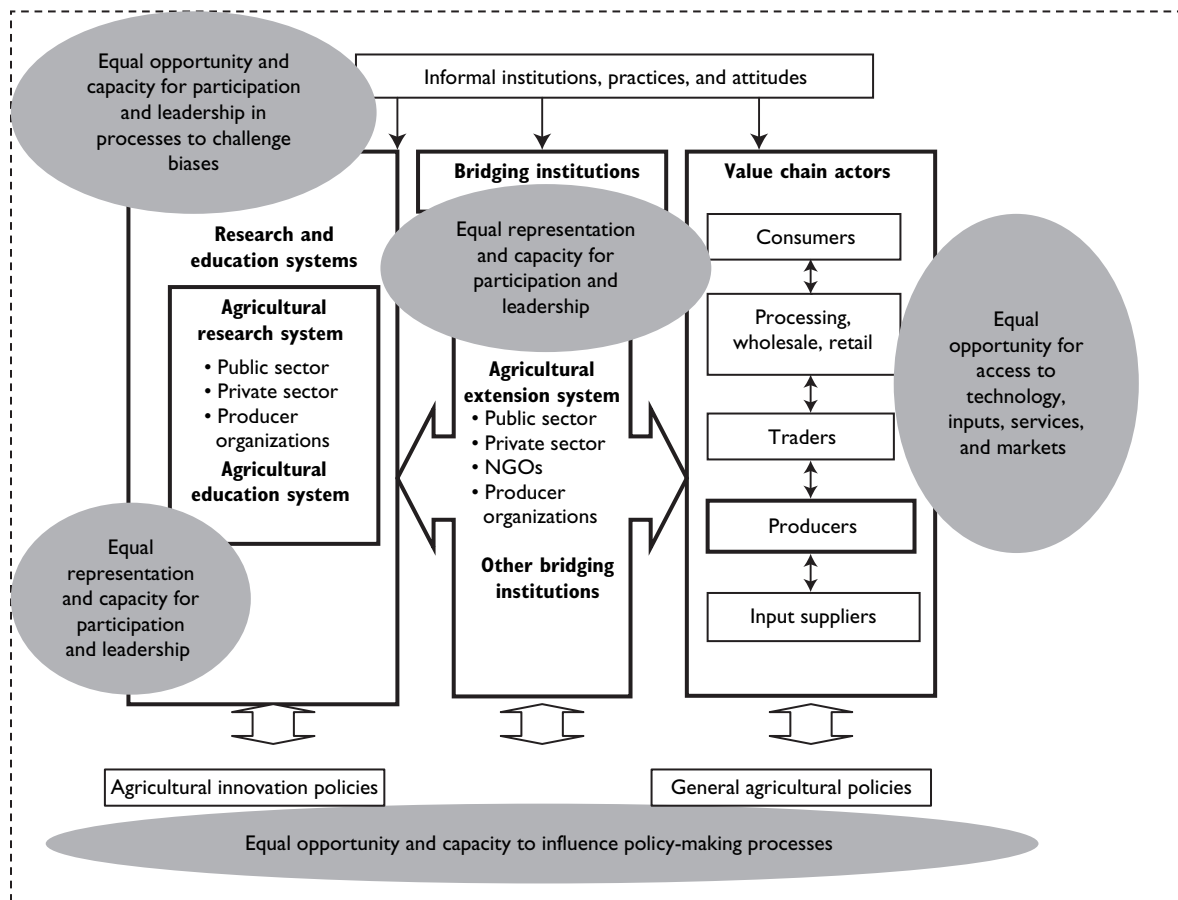 Equal opportunity and
capacity for participation
and leadership in
processes to challenge
biases
Informal institutions, practices, and attitudes
Research and
education systems
Agricultural
research system
• Public sector
• Private sector
• Producer
organizations
Agricultural
education system
Equal
representation
and capacity for
participation
and leadership
Bridging institutions
Equal representation
and capacity for
participation and
leadership
Agricultural
extension system
• Public sector
• Private sector
• NGOs
• Producer
organizations
Other bridging
institutions
Value chain actors
Consumers
Processing,
wholesale, retail
Traders
Producers
Input suppliers
Equal
opportunity for
access to
technology,
inputs, services,
and markets
Agricultural innovation policies
General agricultural policies
Equal opportunity and capacity to influence policy-making processes